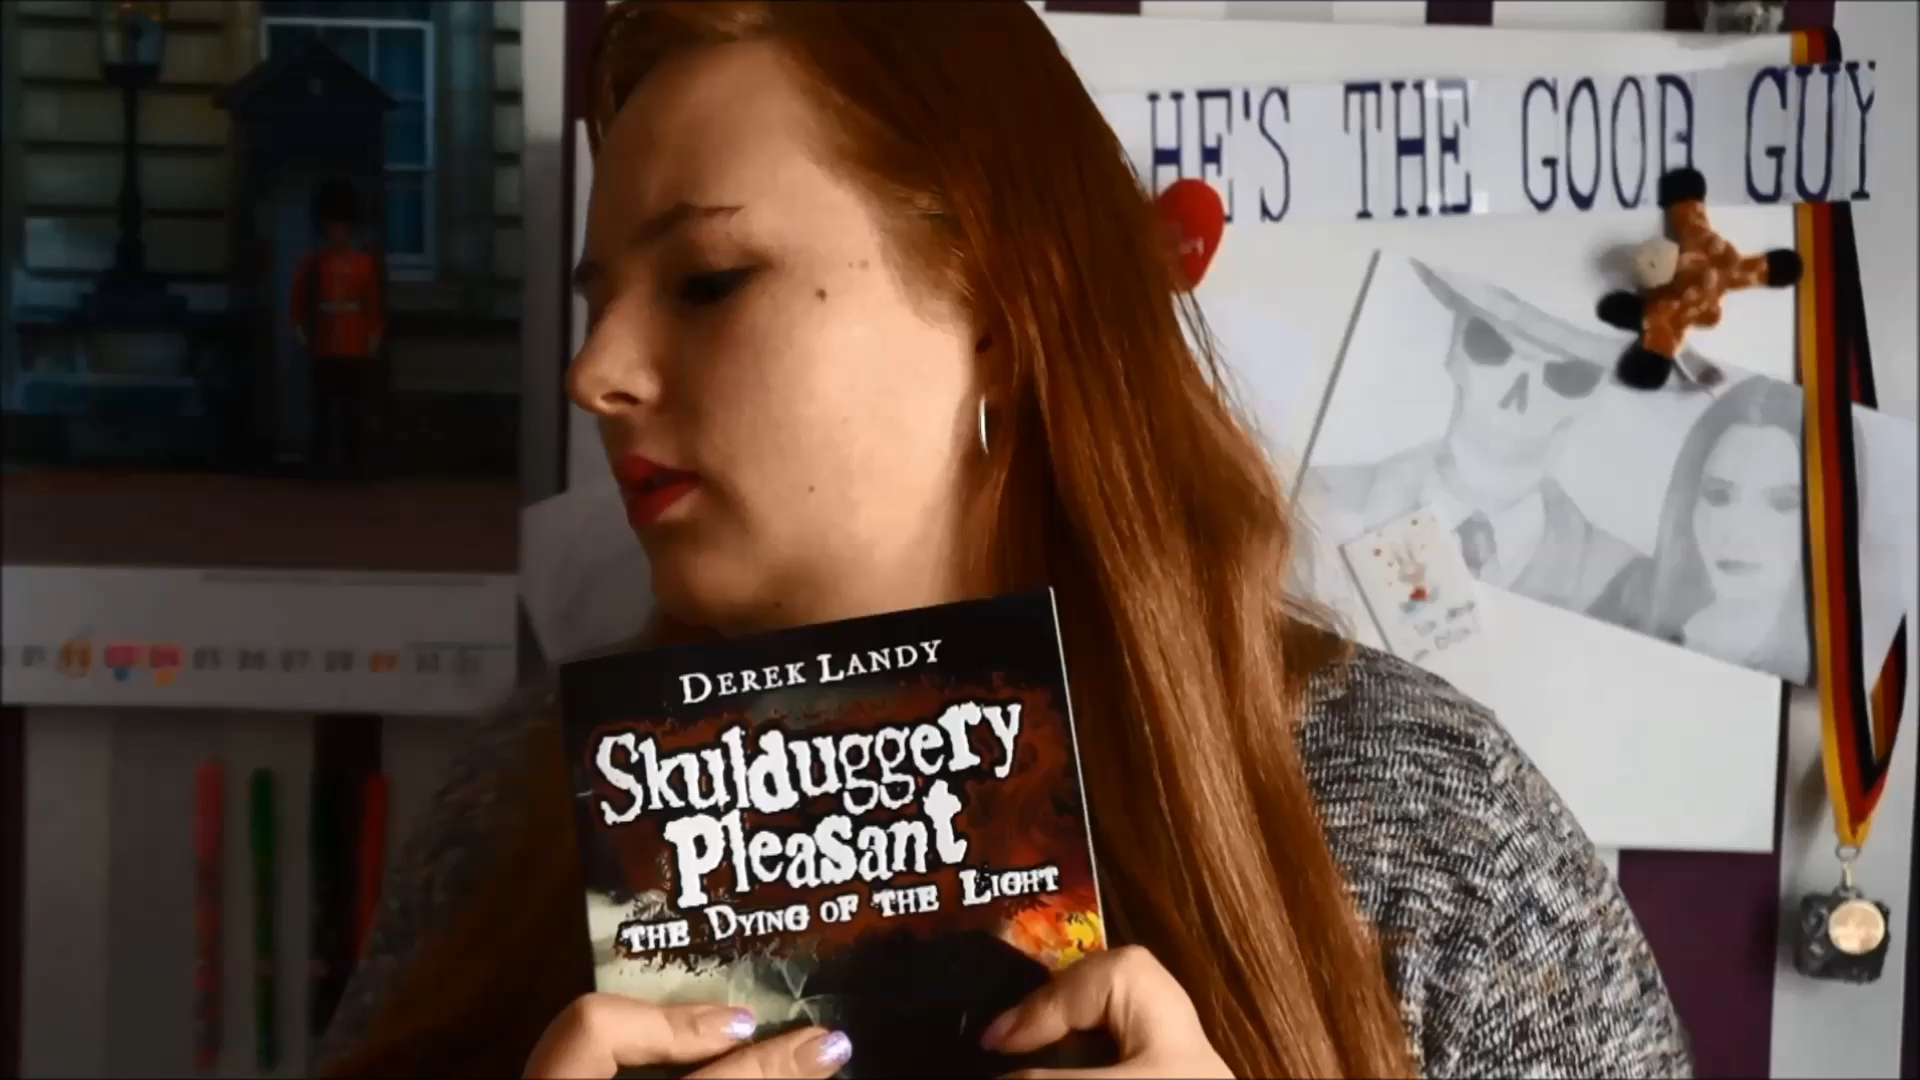 HE'S THE GOOD GUY
DEREK LANDY
Skulduggery
Pleasant
THE DYING OF THE LIGHT